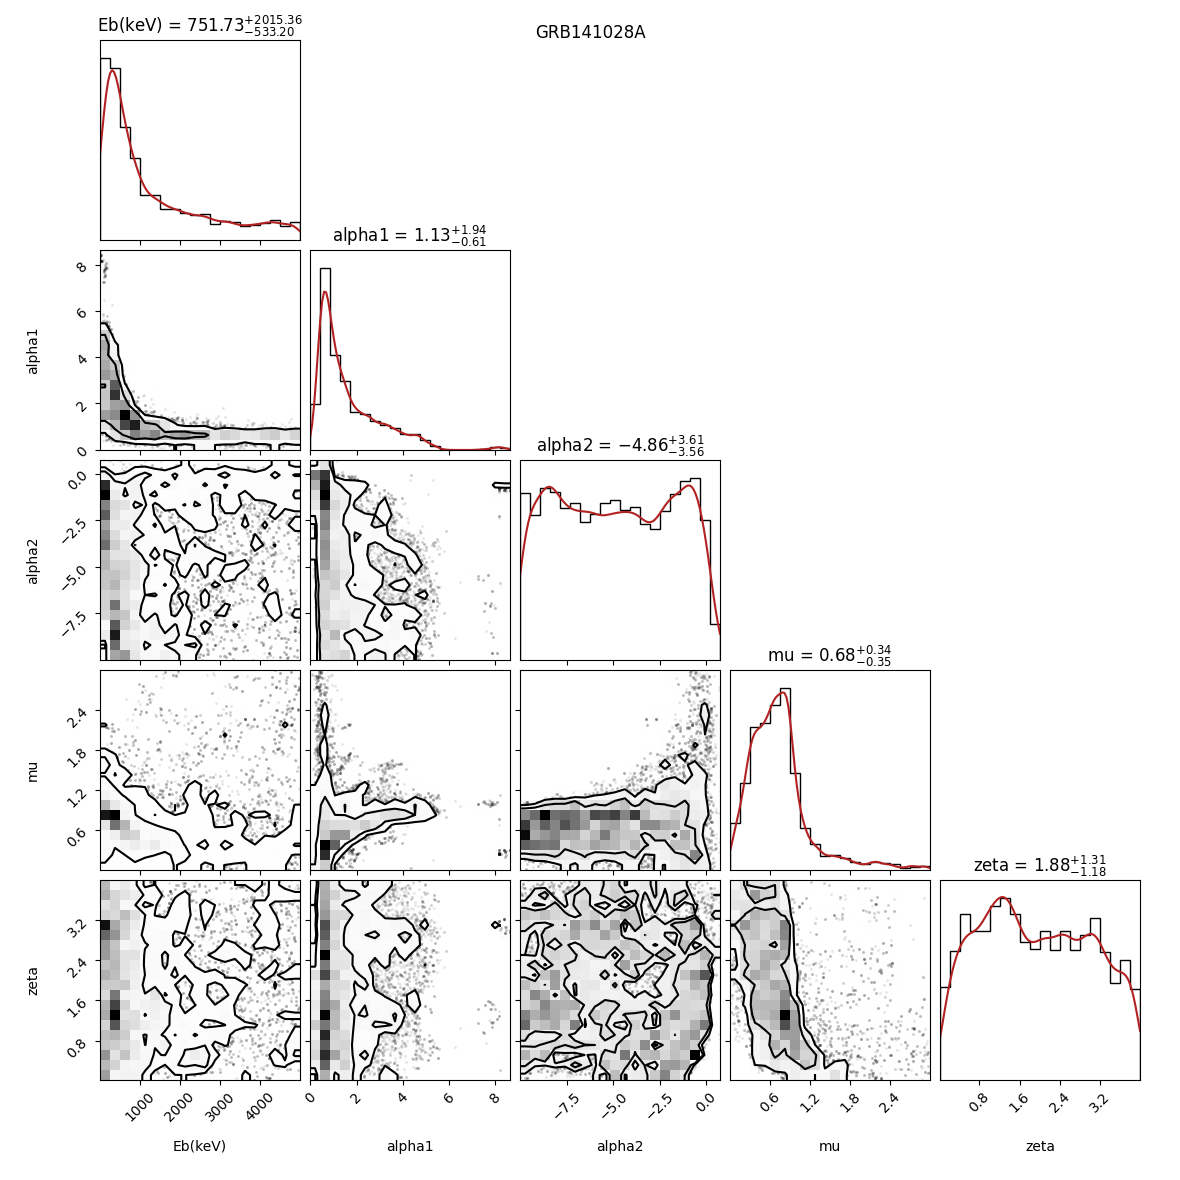 Eb(keV) = 751.73+2015.36−533.20
GRB141028A
alpha1 = 1.13+1.94−0.61
8
6
4
2
0
alpha1
alpha2 = −4.86+3.61−3.56
0.0
−2.5
−5.0
−7.5
alpha2
mu = 0.68+0.34−0.35
2.4
1.8
1.2
0.6
mu
zeta = 1.88+1.31−1.18
3.2
2.4
1.6
0.8
zeta
1000 2000 3000 4000 0 2 4 6 8 −7.5 −5.0 −2.5 0.0 0.6 1.2 1.8 2.4 0.8 1.6 2.4 3.2
Eb(keV) alpha1 alpha2 mu zeta